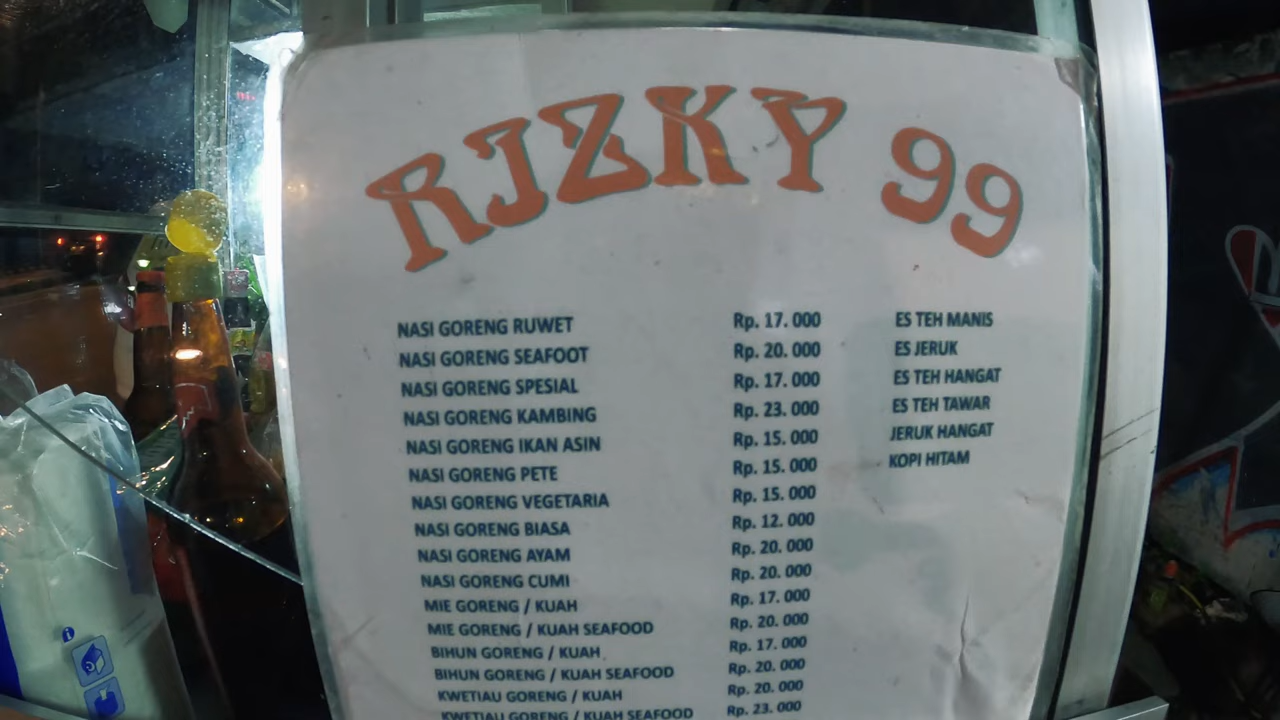 RIZKY 99
NASI GORENG RUWET Rp. 17. 000 ES TEH MANIS
NASI GORENG SEAFOOT Rp. 20. 000 ES JERUK
NASI GORENG SPESIAL Rp. 17. 000 ES TEH HANGAT
NASI GORENG KAMBING Rp. 23. 000 ES TEH TAWAR
NASI GORENG IKAN ASIN Rp. 15. 000 JERUK HANGAT
NASI GORENG PETE Rp. 15. 000 KOPI HITAM
NASI GORENG VEGETARIA Rp. 15. 000
NASI GORENG BIASA Rp. 12. 000
NASI GORENG AYAM Rp. 20. 000
NASI GORENG CUMI Rp. 20. 000
MIE GORENG / KUAH Rp. 17. 000
MIE GORENG / KUAH SEAFOOD Rp. 20. 000
BIHUN GORENG / KUAH Rp. 17. 000
BIHUN GORENG / KUAH SEAFOOD Rp. 20. 000
KWETIAU GORENG / KUAH Rp. 20. 000
KWETIAU GORENG / KUAH SEAFOOD Rp. 23. 000